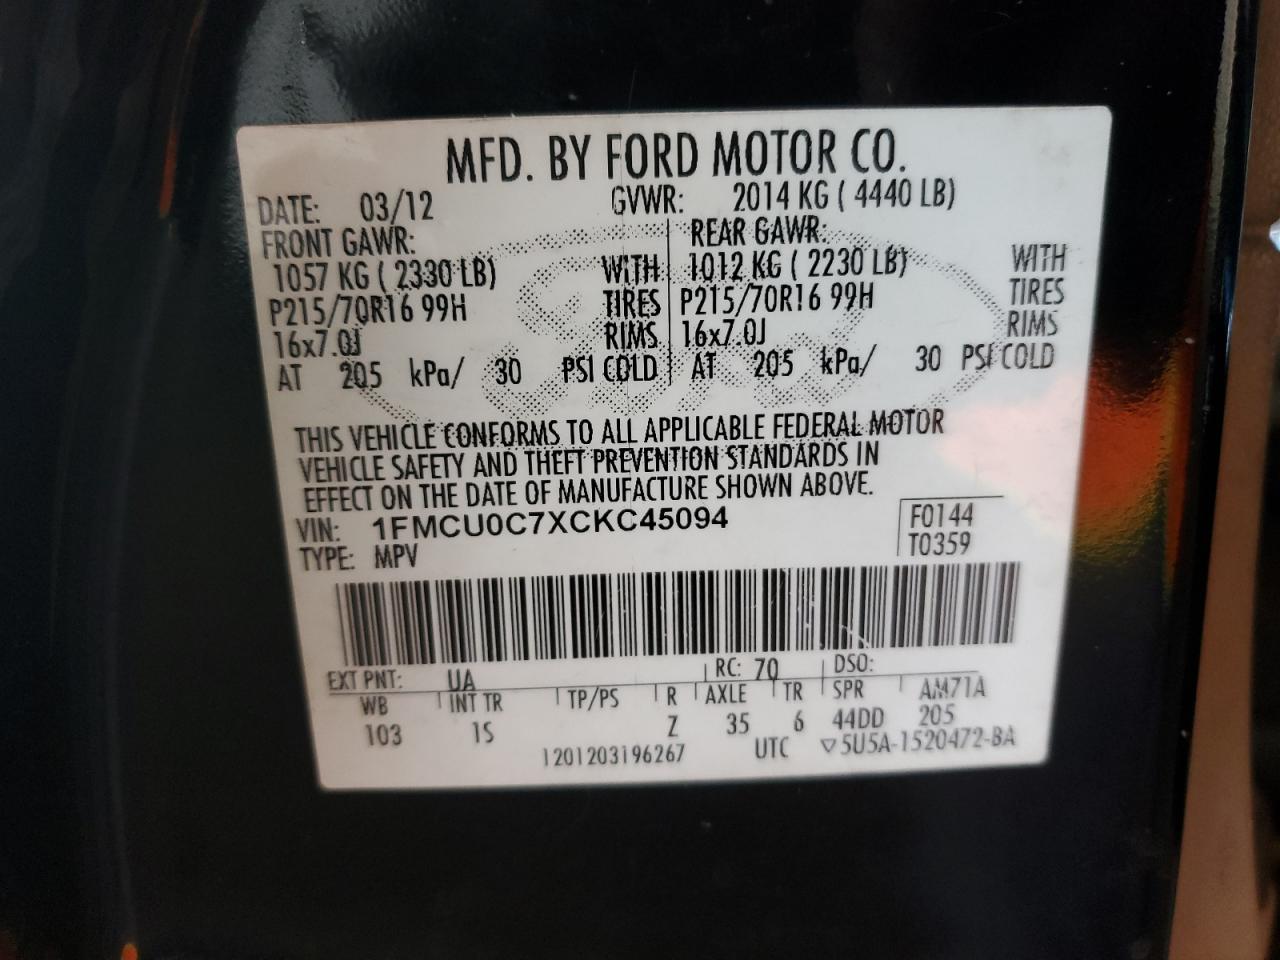 MFD. BY FORD MOTOR CO.
DATE: 03/12 GVWR: 2014 KG ( 4440 LB)
FRONT GAWR: REAR GAWR:
1057 KG ( 2330 LB) WITH 1012 KG ( 2230 LB) WITH
P215/70R16 99H TIRES P215/70R16 99H TIRES
16x7.0J RIMS 16x7.0J RIMS
AT 205 kPa/ 30 PSI COLD AT 205 kPa/ 30 PSI COLD
THIS VEHICLE CONFORMS TO ALL APPLICABLE FEDERAL MOTOR
VEHICLE SAFETY AND THEFT PREVENTION STANDARDS IN
EFFECT ON THE DATE OF MANUFACTURE SHOWN ABOVE.
VIN: 1FMCU0C7XCKC45094 F0144
TYPE: MPV T0359
EXT PNT: UA RC: 70 DSO:
WB INT TR TP/PS R AXLE TR SPR AM71A
103 1S Z 35 6 44DD 205
1201203196267 UTC ▽5U5A-1520472-BA